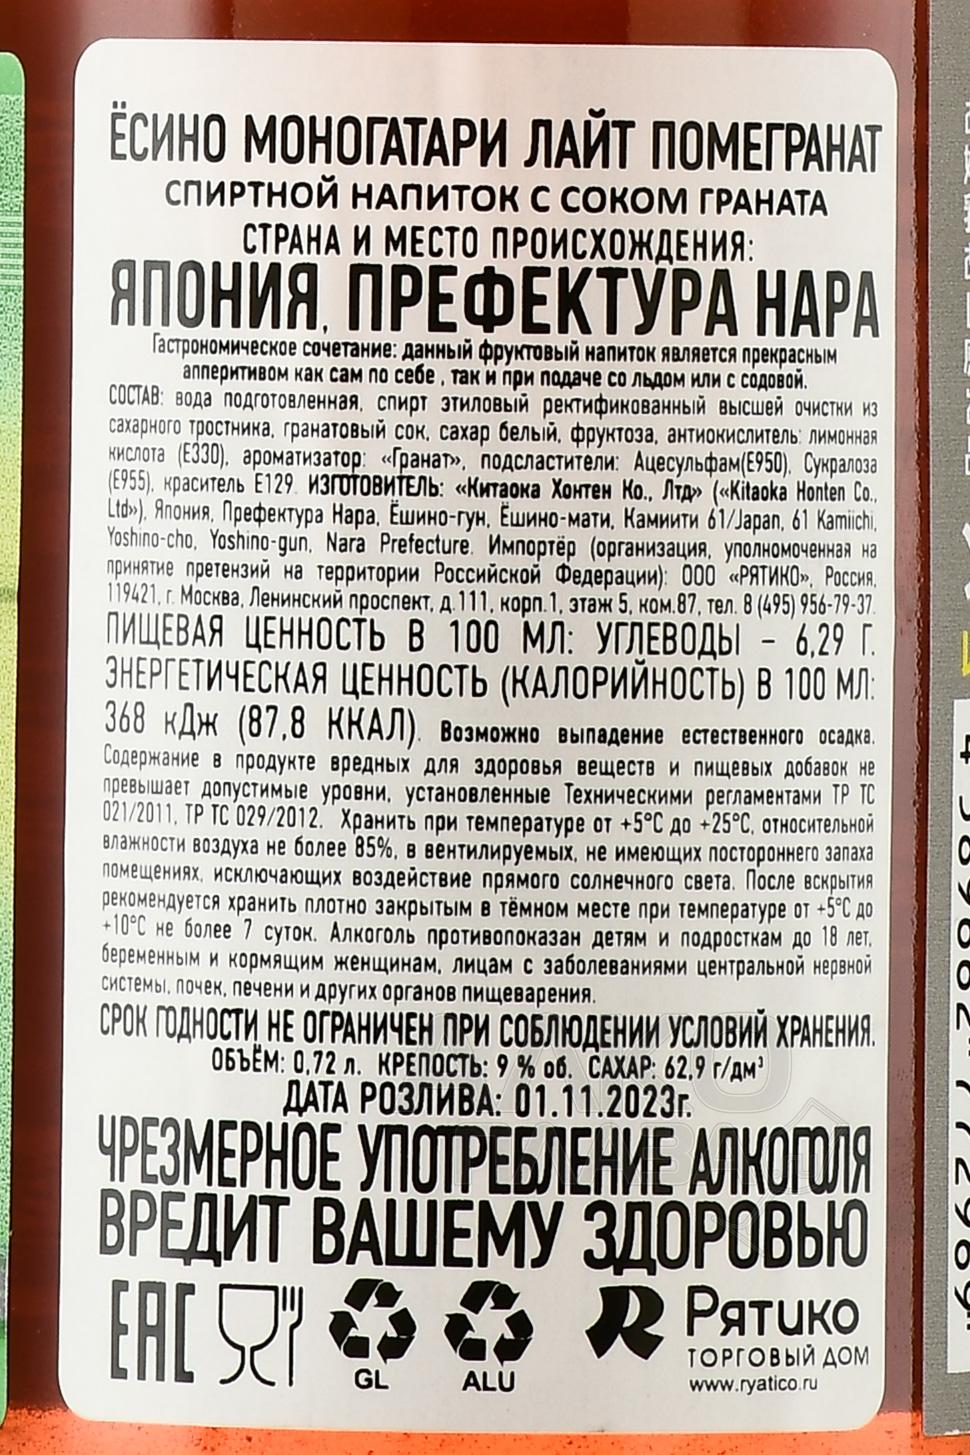 ЁСИНО МОНОГАТАРИ ЛАЙТ ПОМЕГРАНАТ
СПИРТНОЙ НАПИТОК С СОКОМ ГРАНАТА
СТРАНА И МЕСТО ПРОИСХОЖДЕНИЯ:
ЯПОНИЯ, ПРЕФЕКТУРА НАРА
Гастрономическое сочетание: данный фруктовый напиток является прекрасным
апперитивом как сам по себе , так и при подаче со льдом или с содовой.
СОСТАВ: вода подготовленная, спирт этиловый ректификованный высшей очистки из
сахарного тростника, гранатовый сок, сахар белый, фруктоза, антиокислитель: лимонная
кислота (Е330), ароматизатор: «Гранат», подсластители: Ацесульфам(Е950), Сукралоза
(Е955), краситель Е129. ИЗГОТОВИТЕЛЬ: «Китаока Хонтен Ко., Лтд» («Kitaoka Honten Co.,
Ltd»), Япония, Префектура Нара, Ёшино-гун, Ёшино-мати, Камиити 61/Japan, 61 Kamiichi,
Yoshino-cho, Yoshino-gun, Nara Prefecture. Импортёр (организация, уполномоченная на
принятие претензий на территории Российской Федерации): ООО «РЯТИКО», Россия,
119421, г. Москва, Ленинский проспект, д.111, корп.1, этаж 5, ком.87, тел. 8 (495) 956-79-37.
ПИЩЕВАЯ ЦЕННОСТЬ В 100 МЛ: УГЛЕВОДЫ – 6,29 Г.
ЭНЕРГЕТИЧЕСКАЯ ЦЕННОСТЬ (КАЛОРИЙНОСТЬ) В 100 МЛ:
368 кДж (87,8 ККАЛ). Возможно выпадение естественного осадка.
Содержание в продукте вредных для здоровья веществ и пищевых добавок не
превышает допустимые уровни, установленные Техническими регламентами ТР ТС
021/2011, ТР ТС 029/2012. Хранить при температуре от +5°C до +25°C, относительной
влажности воздуха не более 85%, в вентилируемых, не имеющих постороннего запаха
помещениях, исключающих воздействие прямого солнечного света. После вскрытия
рекомендуется хранить плотно закрытым в тёмном месте при температуре от +5°C до
+10°C не более 7 суток. Алкоголь противопоказан детям и подросткам до 18 лет,
беременным и кормящим женщинам, лицам с заболеваниями центральной нервной
системы, почек, печени и других органов пищеварения.
СРОК ГОДНОСТИ НЕ ОГРАНИЧЕН ПРИ СОБЛЮДЕНИИ УСЛОВИЙ ХРАНЕНИЯ.
ОБЪЁМ: 0,72 л. КРЕПОСТЬ: 9 % об. САХАР: 62,9 г/дм³
ДАТА РОЗЛИВА: 01.11.2023г.
ЧРЕЗМЕРНОЕ УПОТРЕБЛЕНИЕ АЛКОГОЛЯ
ВРЕДИТ ВАШЕМУ ЗДОРОВЬЮ
EAC
GL
ALU
Рятико
ТОРГОВЫЙ ДОМ
www.ryatico.ru